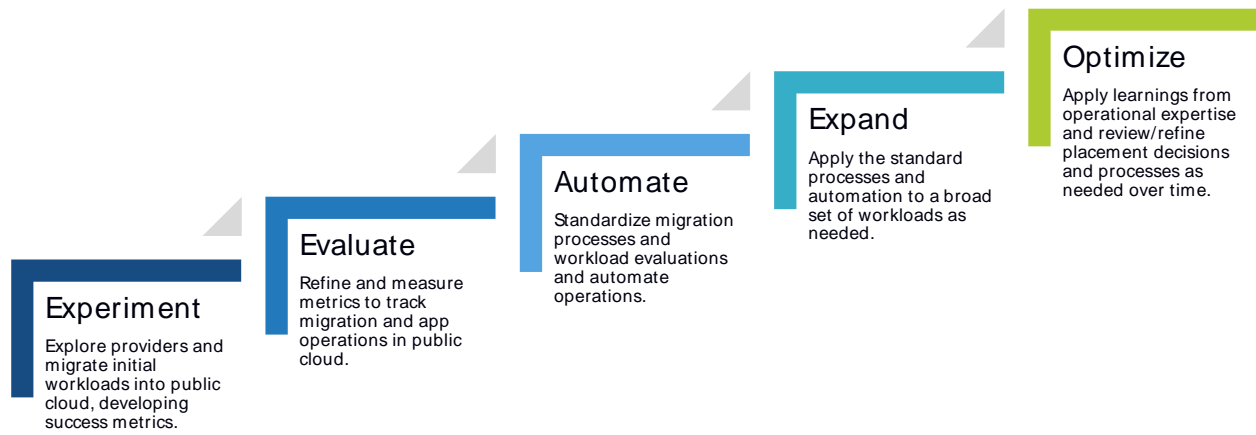 Experiment
Explore providers and
migrate initial
workloads into public
cloud, developing
success metrics.
Evaluate
Refine and measure
metrics to track
migration and app
operations in public
cloud.
Automate
Standardize migration
processes and
workload evaluations
and automate
operations.
Expand
Apply the standard
processes and
automation to a broad
set of workloads as
needed.
Optimize
Apply learnings from
operational expertise
and review/refine
placement decisions
and processes as
needed over time.